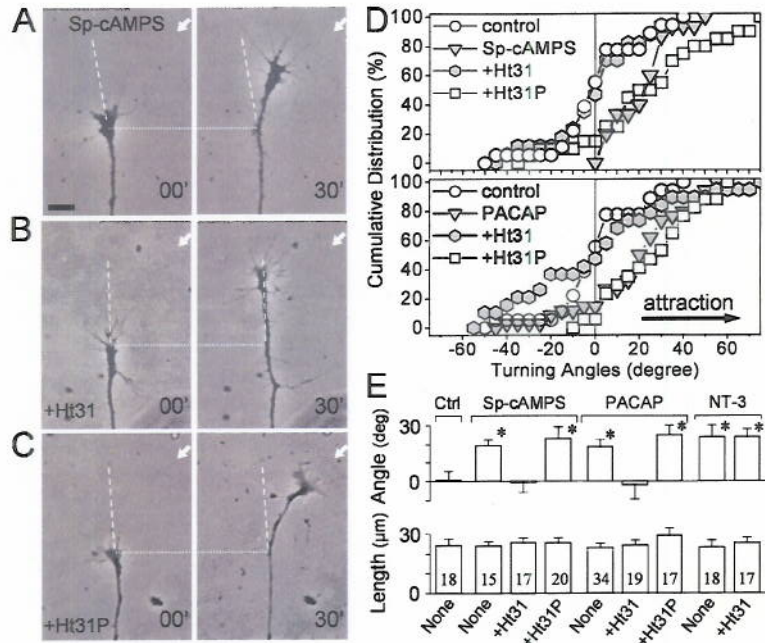 A
Sp-cAMPS
00'
30'
B
+Ht31
00'
30'
C
+Ht31P
00'
30'
D
Cumulative Distribution (%)
100
80
60
40
20
0
control
Sp-cAMPS
+Ht31
+Ht31P
100
80
60
40
20
0
control
PACAP
+Ht31
+Ht31P
attraction
-60 -40 -20 0 20 40 60
Turning Angles (degree)
E
Ctrl Sp-cAMPS PACAP NT-3
Angle (deg)
30
0
* * * * * *
Length (μm)
30
0
18 15 17 20 34 19 17 18 17
None None +Ht31 +Ht31P None +Ht31 +Ht31P None +Ht31